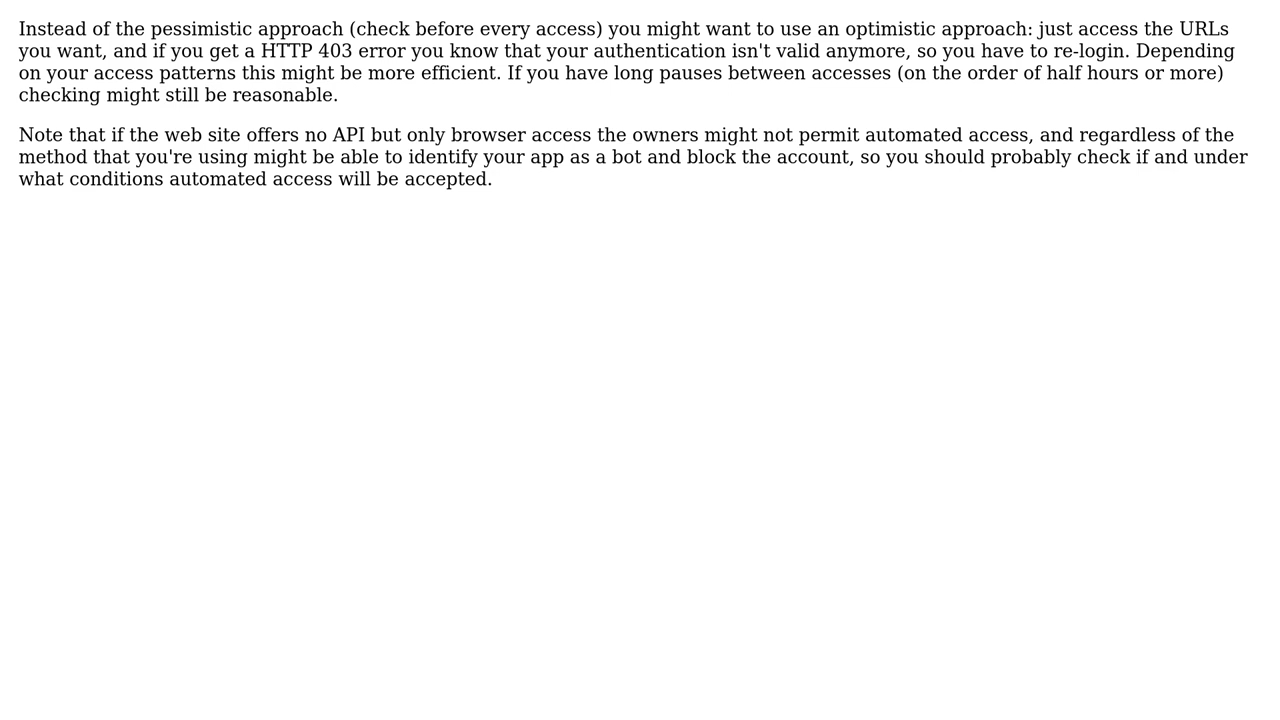 Instead of the pessimistic approach (check before every access) you might want to use an optimistic approach: just access the URLs
you want, and if you get a HTTP 403 error you know that your authentication isn't valid anymore, so you have to re-login. Depending
on your access patterns this might be more efficient. If you have long pauses between accesses (on the order of half hours or more)
checking might still be reasonable.
Note that if the web site offers no API but only browser access the owners might not permit automated access, and regardless of the
method that you're using might be able to identify your app as a bot and block the account, so you should probably check if and under
what conditions automated access will be accepted.